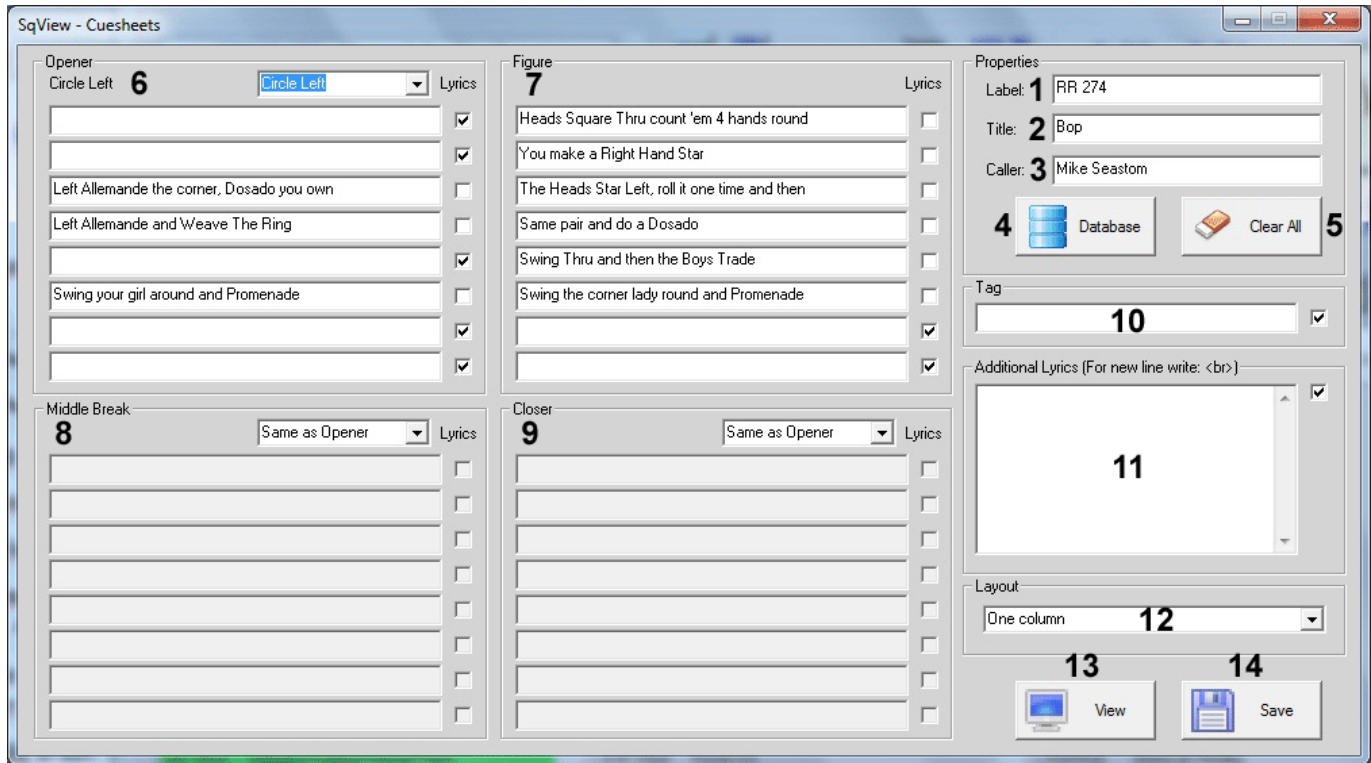 SqView - Cuesheets
Opener
Circle Left 6 Circle Left Lyrics
Left Allemande the corner, Dosado you own
Left Allemande and Weave The Ring
Swing your girl around and Promenade
Figure
7 Lyrics
Heads Square Thru count 'em 4 hands round
You make a Right Hand Star
The Heads Star Left, roll it one time and then
Same pair and do a Dosado
Swing Thru and then the Boys Trade
Swing the corner lady round and Promenade
Middle Break
8 Same as Opener Lyrics
Closer
9 Same as Opener Lyrics
Properties
Label: 1 RR 274
Title: 2 Bop
Caller: 3 Mike Seastom
4 Database Clear All 5
Tag
10
Additional Lyrics (For new line write: <br>)
11
Layout
One column 12
13 14
View Save